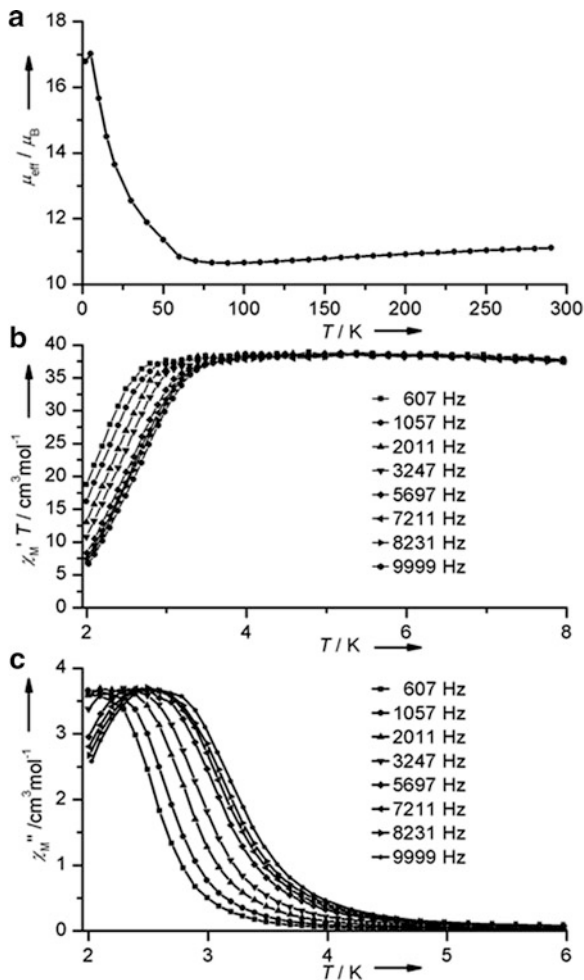 a
18
16
14
12
10
μeff / μB
0 50 100 150 200 250 300
T / K
b
40
35
30
25
20
15
10
5
0
χM' T / cm³mol⁻¹
607 Hz
1057 Hz
2011 Hz
3247 Hz
5697 Hz
7211 Hz
8231 Hz
9999 Hz
2 4 6 8
T / K
c
4
3
2
1
0
χM'' /cm³mol⁻¹
607 Hz
1057 Hz
2011 Hz
3247 Hz
5697 Hz
7211 Hz
8231 Hz
9999 Hz
2 3 4 5 6
T / K